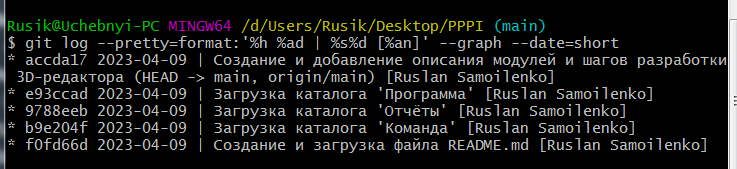 Rusik@Uchebnyi-PC MINGW64 /d/Users/Rusik/Desktop/PPPI (main)
$ git log --pretty=format:'%h %ad | %s%d [%an]' --graph --date=short
* accda17 2023-04-09 | Создание и добавление описания модулей и шагов разработки
3D-редактора (HEAD -> main, origin/main) [Ruslan Samoilenko]
* e93ccad 2023-04-09 | Загрузка каталога 'Программа' [Ruslan Samoilenko]
* 9788eeb 2023-04-09 | Загрузка каталога 'Отчёты' [Ruslan Samoilenko]
* b9e204f 2023-04-09 | Загрузка каталога 'Команда' [Ruslan Samoilenko]
* f0fd66d 2023-04-09 | Создание и загрузка файла README.md [Ruslan Samoilenko]